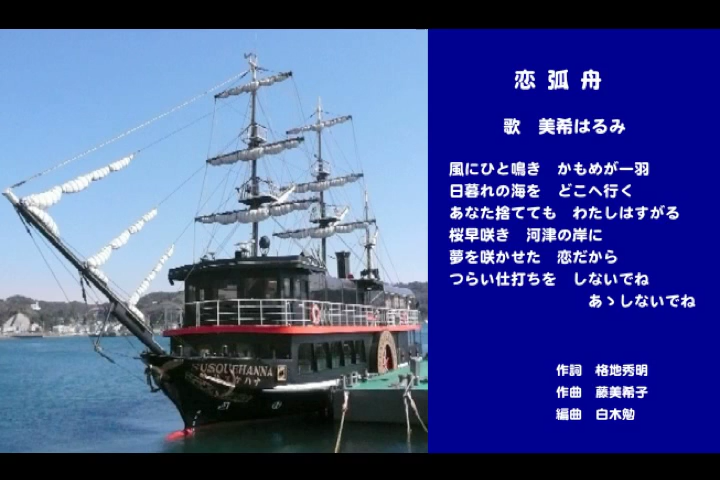 恋弧舟
歌　美希はるみ
風にひと鳴き　かもめが一羽
日暮れの海を　どこへ行く
あなた捨てても　わたしはすがる
桜早咲き　河津の岸に
夢を咲かせた　恋だから
つらい仕打ちを　しないでね
あゝしないでね
作詞　格地秀明
作曲　藤美希子
編曲　白木勉
SUSQUEHANNA